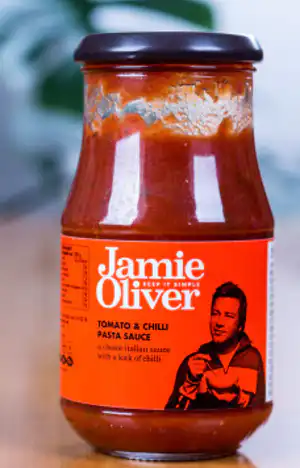 Jamie
KEEP IT SIMPLE
Oliver
TOMATO & CHILLI
PASTA SAUCE
a classic italian sauce
with a kick of chilli